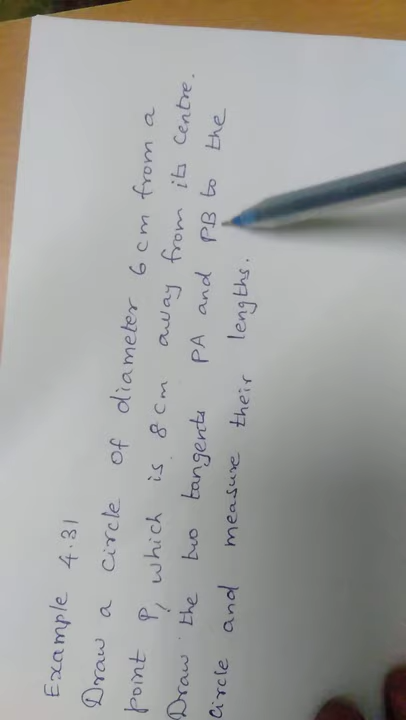 Example 4.31
Draw a circle of diameter 6 cm from a
point P, which is 8 cm away from its centre.
Draw the two tangents PA and PB to the
circle and measure their lengths.